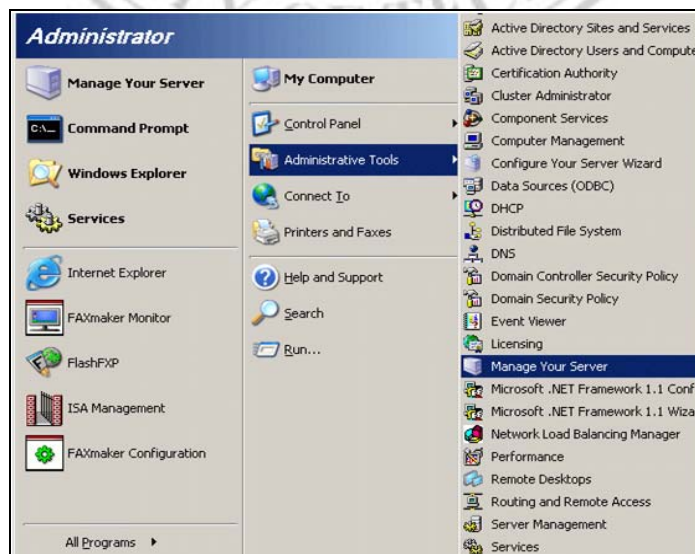 Administrator
Manage Your Server
Command Prompt
Windows Explorer
Services
Internet Explorer
FAXmaker Monitor
FlashFXP
ISA Management
FAXmaker Configuration
All Programs
My Computer
Control Panel
Administrative Tools
Connect To
Printers and Faxes
Help and Support
Search
Run...
Active Directory Sites and Services
Active Directory Users and Compute
Certification Authority
Cluster Administrator
Component Services
Computer Management
Configure Your Server Wizard
Data Sources (ODBC)
DHCP
Distributed File System
DNS
Domain Controller Security Policy
Domain Security Policy
Event Viewer
Licensing
Manage Your Server
Microsoft .NET Framework 1.1 Conf
Microsoft .NET Framework 1.1 Wiza
Network Load Balancing Manager
Performance
Remote Desktops
Routing and Remote Access
Server Management
Services